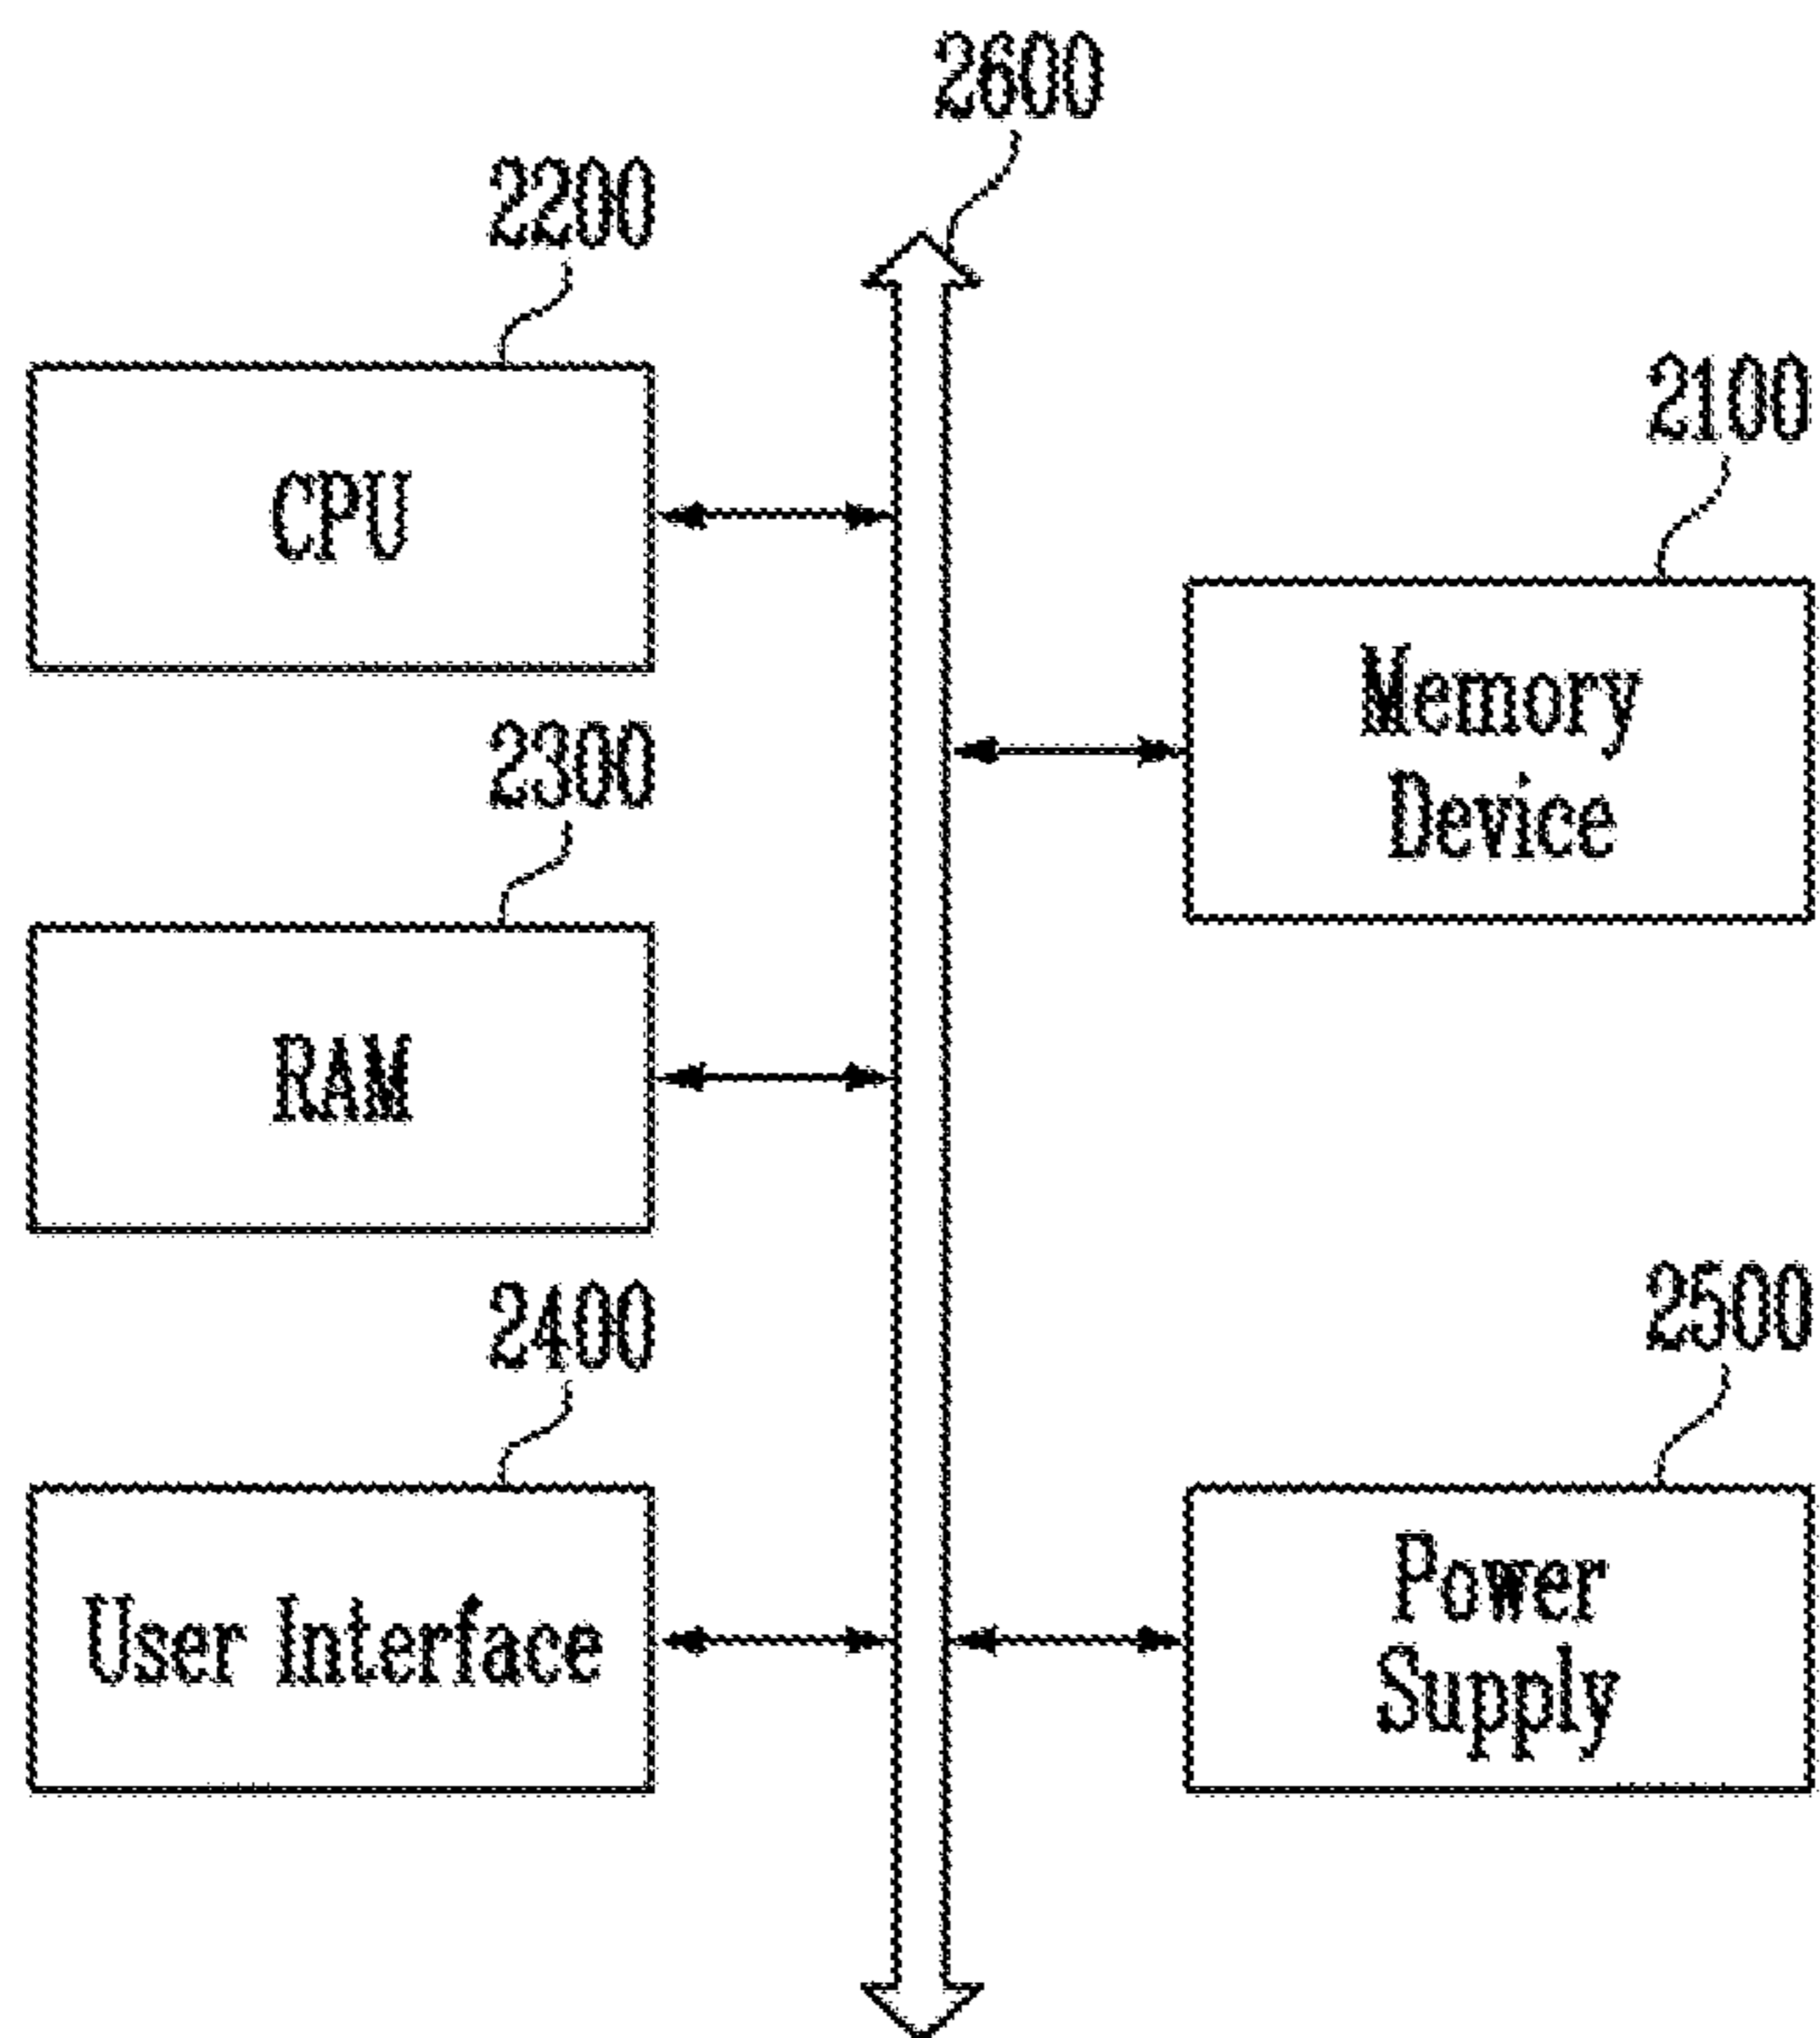 2600
2200
CPU
2100
Memory
Device
2300
RAM
2400
User Interface
2500
Power
Supply